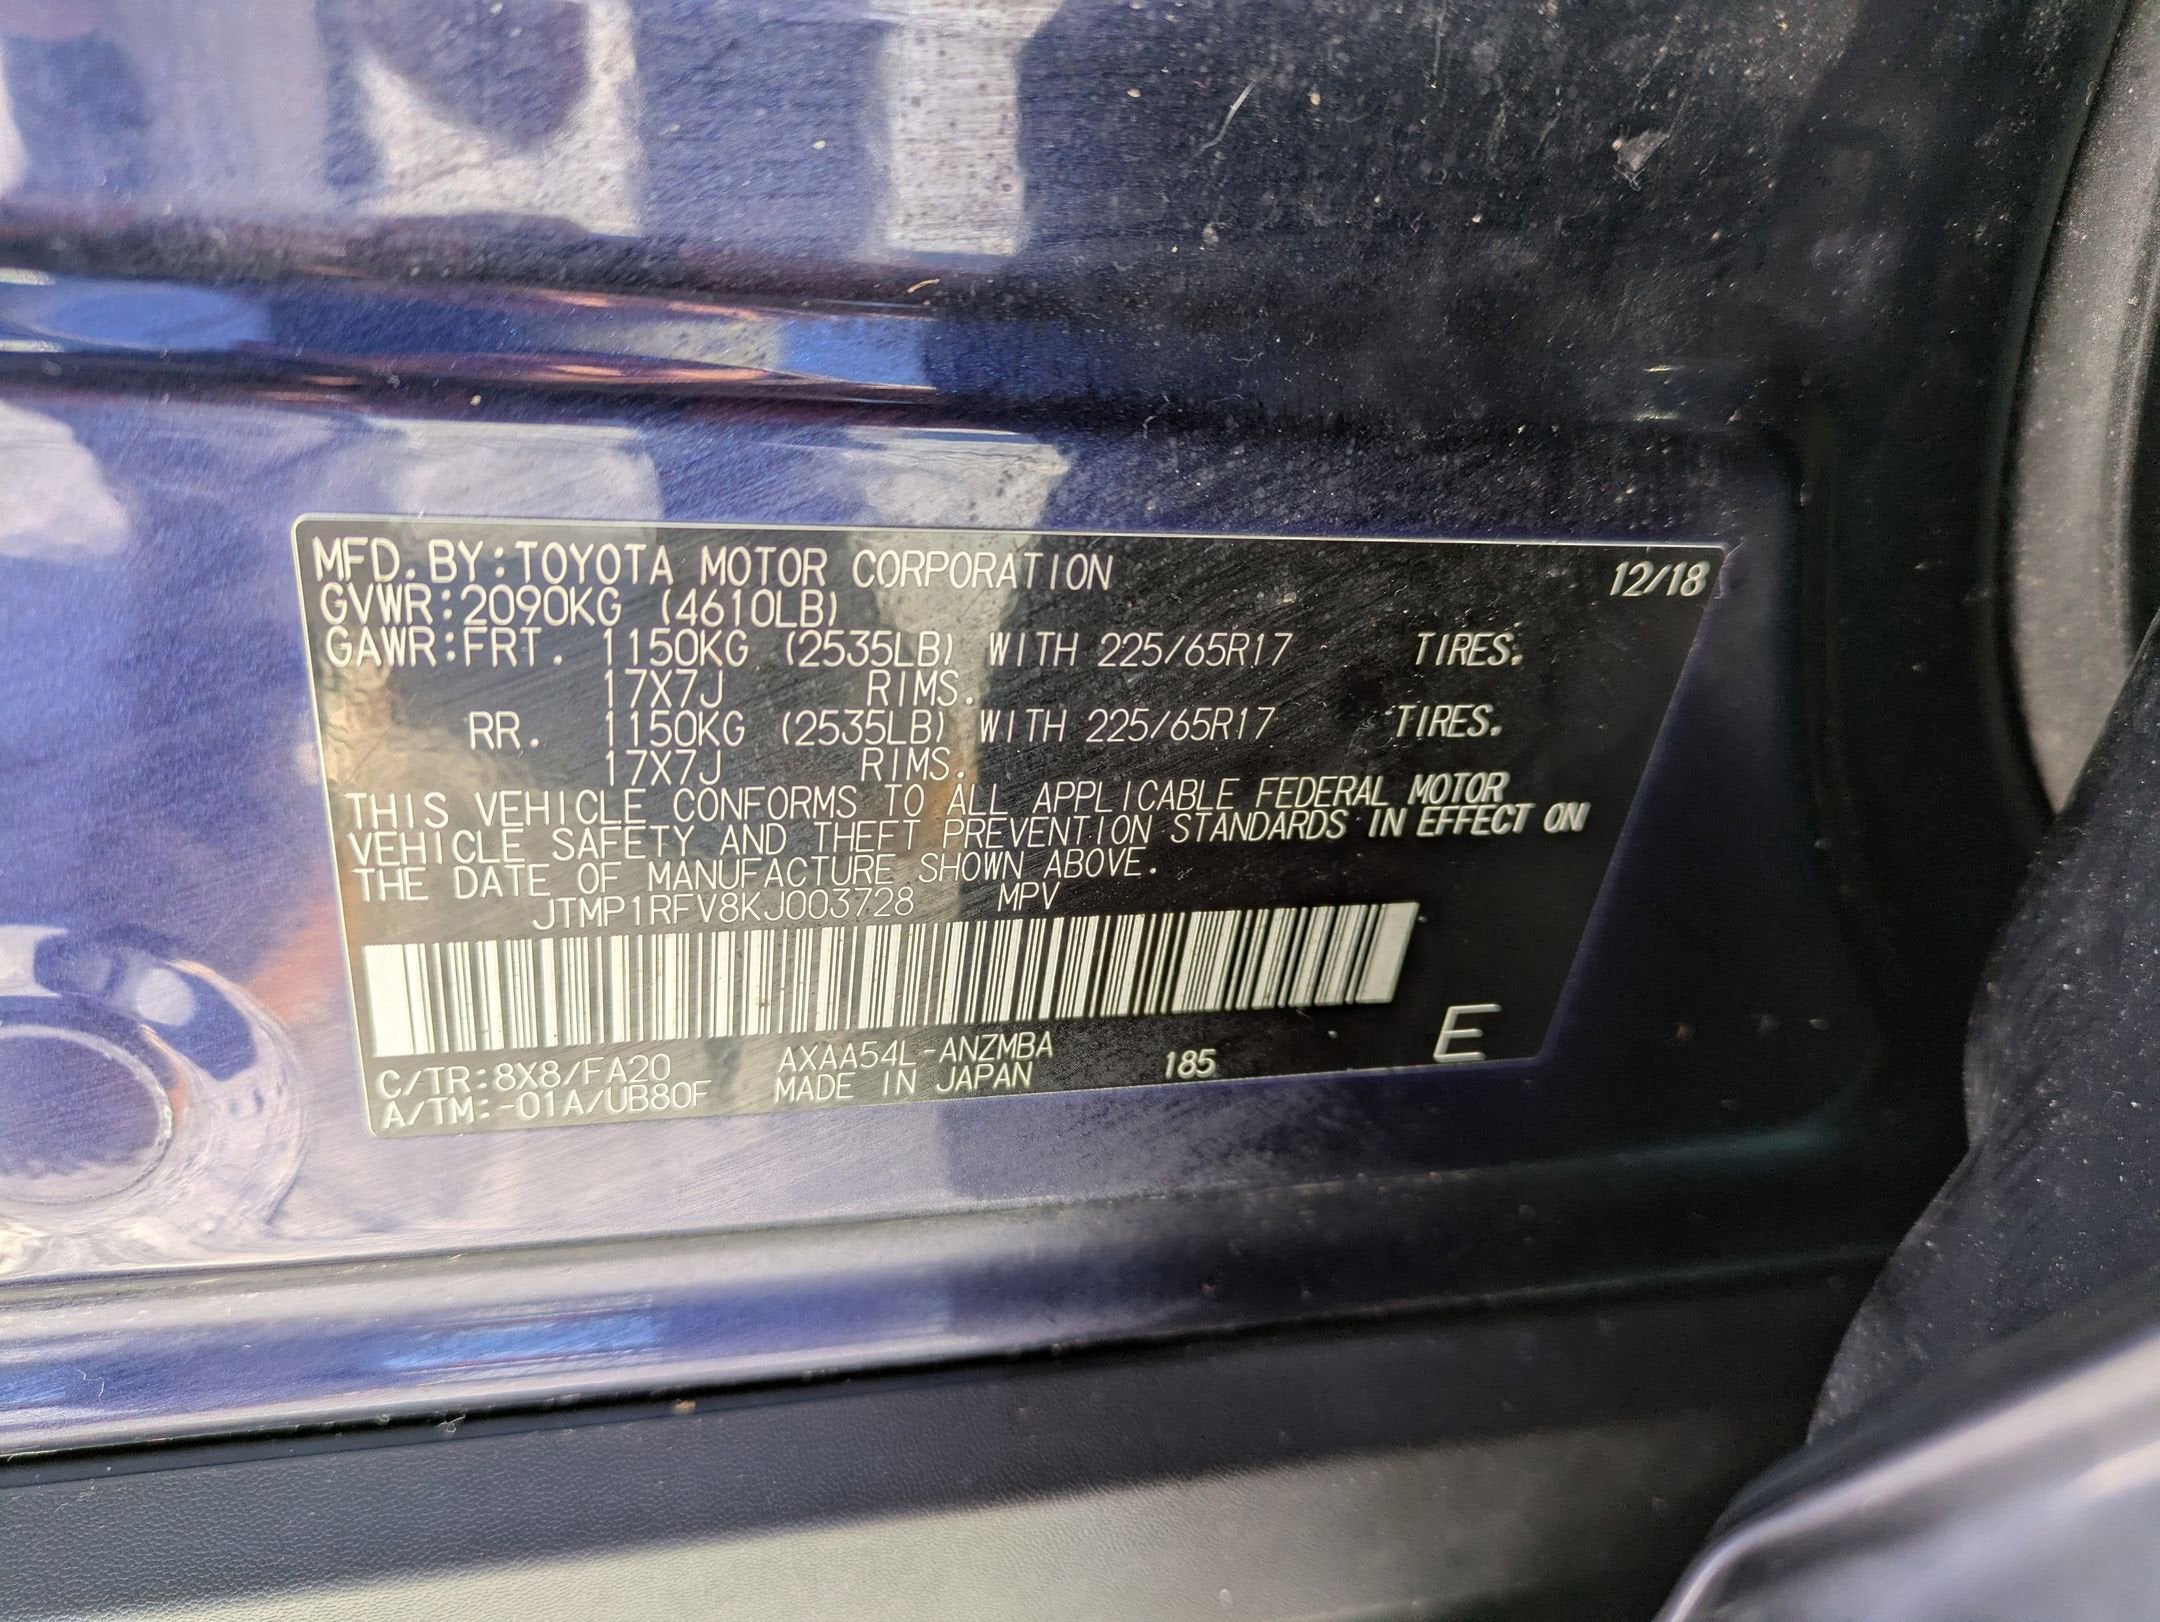 MFD. BY: TOYOTA MOTOR CORPORATION 12/18
GVWR: 2090KG (4610LB)
GAWR: FRT. 1150KG (2535LB) WITH 225/65R17 TIRES.
17X7J RIMS.
RR. 1150KG (2535LB) WITH 225/65R17 TIRES.
17X7J RIMS.
THIS VEHICLE CONFORMS TO ALL APPLICABLE FEDERAL MOTOR
VEHICLE SAFETY AND THEFT PREVENTION STANDARDS IN EFFECT ON
THE DATE OF MANUFACTURE SHOWN ABOVE.
JTMP1RFV8KJ003728 MPV
E
C/TR: 8X8/FA20 AXAA54L-ANZMBA
A/TM: -01A/UB80F MADE IN JAPAN 185